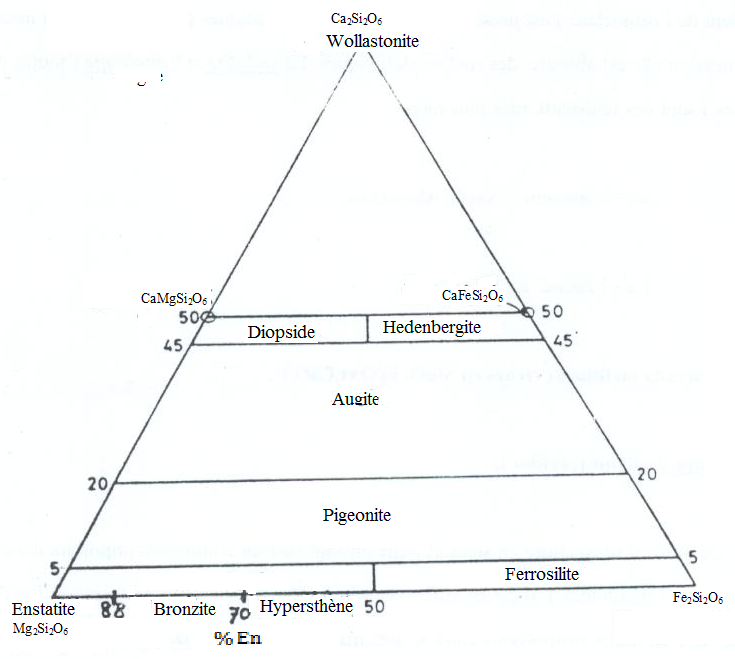 Ca2Si2O6
Wollastonite
CaMgSi2O6
CaFeSi2O6
50 50
Diopside Hedenbergite
45 45
Augite
20 20
Pigeonite
5 5
Ferrosilite
Enstatite 88 Bronzite 70 Hypersthène 50 Fe2Si2O6
Mg2Si2O6
% En